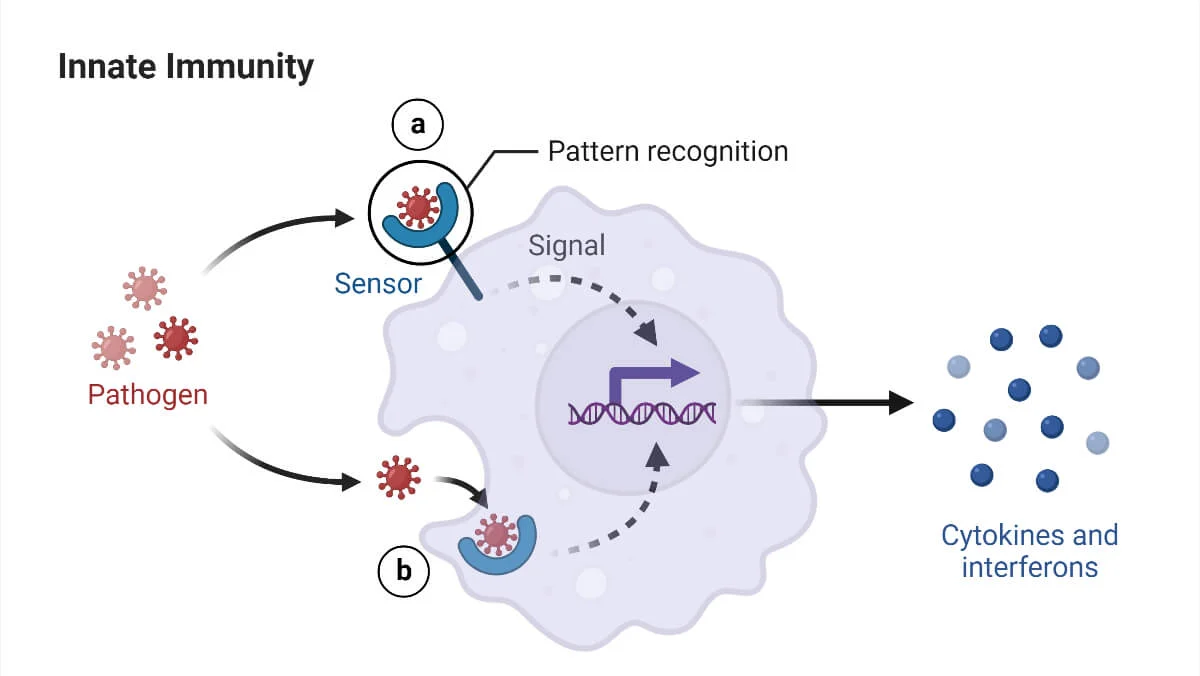 Innate Immunity
a
Pattern recognition
Signal
Sensor
Pathogen
b
Cytokines and
interferons